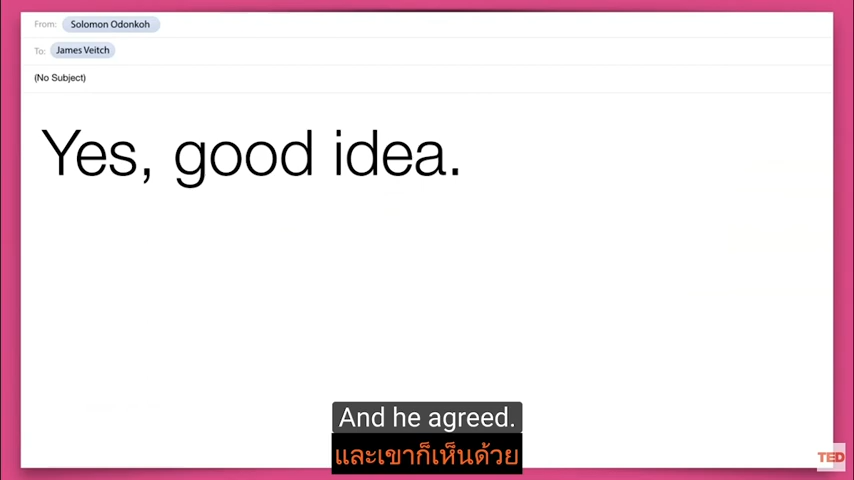 From: Solomon Odonkoh
To: James Veitch
(No Subject)
Yes, good idea.
And he agreed.
และเขาก็เห็นด้วย
TED